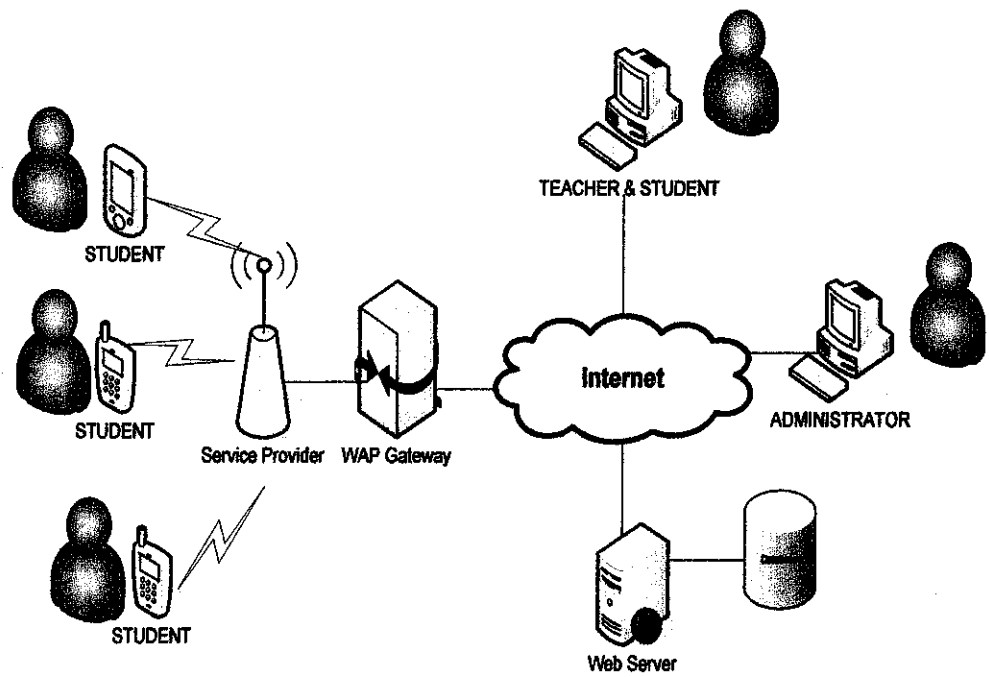 TEACHER & STUDENT
STUDENT
STUDENT
Internet
ADMINISTRATOR
Service Provider
WAP Gateway
STUDENT
Web Server